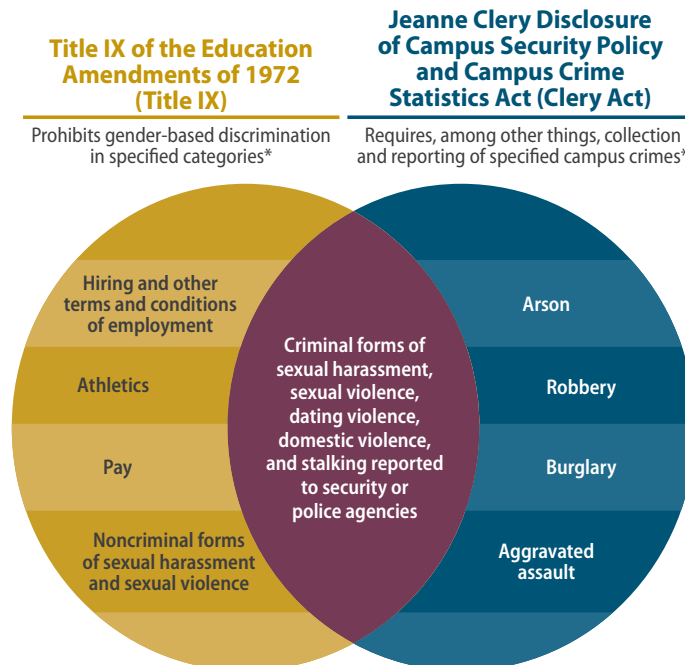 Title IX of the Education
Amendments of 1972
(Title IX)
Prohibits gender-based discrimination
in specified categories*
Jeanne Clery Disclosure
of Campus Security Policy
and Campus Crime
Statistics Act (Clery Act)
Requires, among other things, collection
and reporting of specified campus crimes*
Hiring and other
terms and conditions
of employment
Athletics
Pay
Noncriminal forms
of sexual harassment
and sexual violence
Criminal forms of
sexual harassment,
sexual violence,
dating violence,
domestic violence,
and stalking reported
to security or
police agencies
Arson
Robbery
Burglary
Aggravated
assault